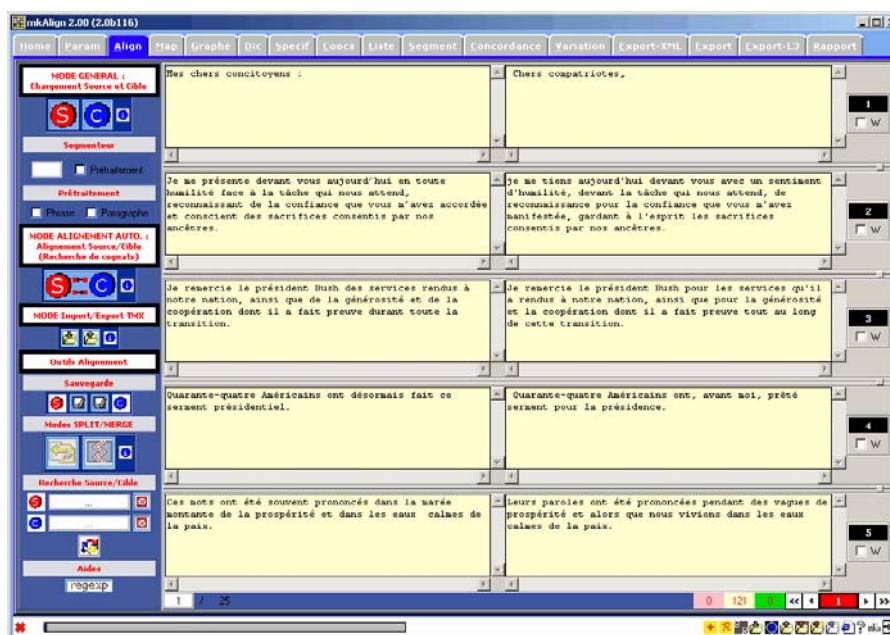 mkAlign 2.00 (2.0b116)
Home Param Align Map Graphe Dic Specif Coocs Liste Segment Concordance Variation Export-XML Export Export-L3 Rapport
MODE GENERAL :
Chargement Source et Cible
S C
Segmenteur
Prétraitement
Prétraitement
Phrase Paragraphe
MODE ALIGNEMENT AUTO. :
Alignement Source/Cible
(Recherche de cognats)
S C
MODE Import/Export TMX
Outils Alignement
Sauvegarde
S C
Modes SPLIT/MERGE
Recherche Source/Cible
S ...
C ...
Aides
regexp
Mes chers concitoyens :
Chers compatriotes,
1
W
Je me présente devant vous aujourd'hui en toute
humilité face à la tâche qui nous attend,
reconnaissant de la confiance que vous m'avez accordée
et conscient des sacrifices consentis par nos
ancêtres.
je me tiens aujourd'hui devant vous avec un sentiment
d'humilité, devant la tâche qui nous attend, de
reconnaissance pour la confiance que vous m'avez
manifestée, gardant à l'esprit les sacrifices
consentis par nos ancêtres.
2
W
Je remercie le président Bush des services rendus à
notre nation, ainsi que de la générosité et de la
coopération dont il a fait preuve durant toute la
transition.
Je remercie le président Bush pour les services qu'il
a rendus à notre nation, ainsi que pour la générosité
et la coopération dont il a fait preuve tout au long
de cette transition.
3
W
Quarante-quatre Américains ont désormais fait ce
serment présidentiel.
Quarante-quatre Américains ont, avant moi, prêté
serment pour la présidence.
4
W
Ces mots ont été souvent prononcés dans la marée
montante de la prospérité et dans les eaux calmes de
la paix.
Leurs paroles ont été prononcées pendant des vagues de
prospérité et alors que nous vivions dans les eaux
calmes de la paix.
5
W
1 / 25
0 121 0 1